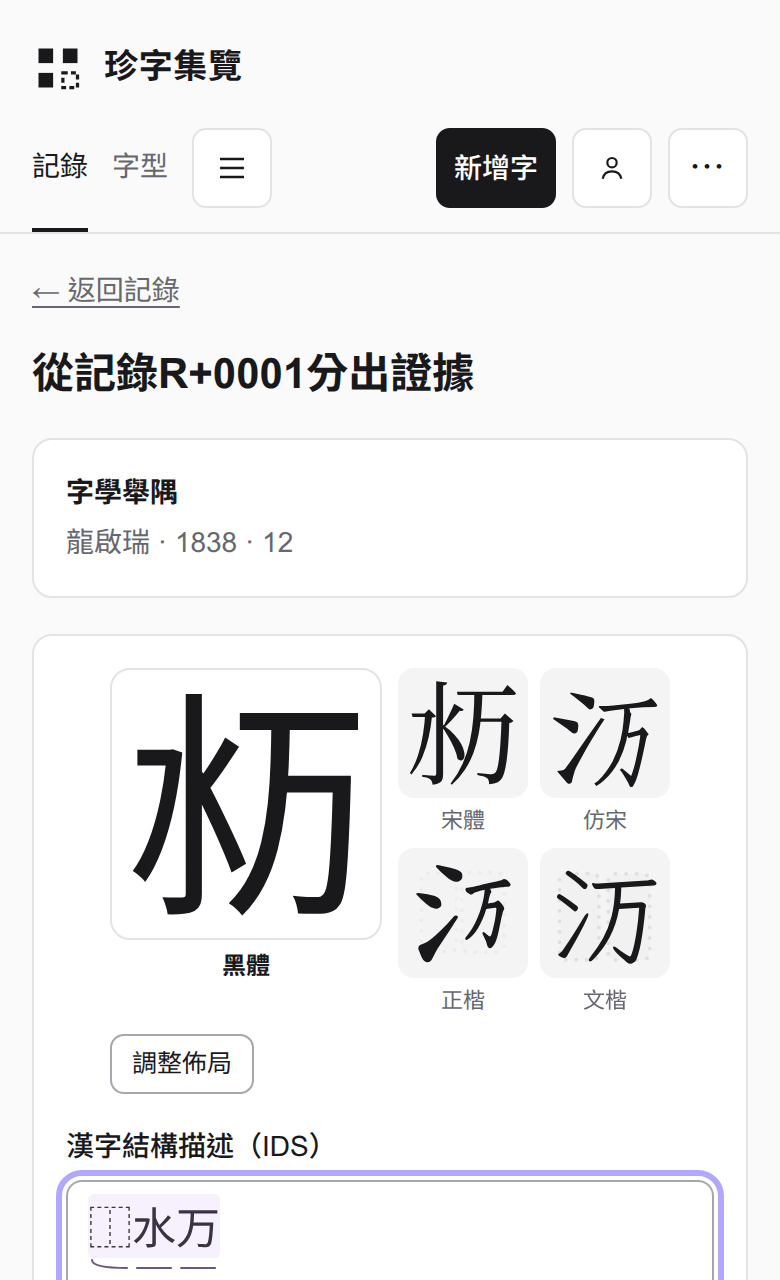 珍字集覽
記錄 字型 新增字 ···
← 返回記錄
從記錄R+0001分出證據
字學舉隅
龍啟瑞 · 1838 · 12
黑體
宋體 仿宋
正楷 文楷
調整佈局
漢字結構描述（IDS）
⿰水万